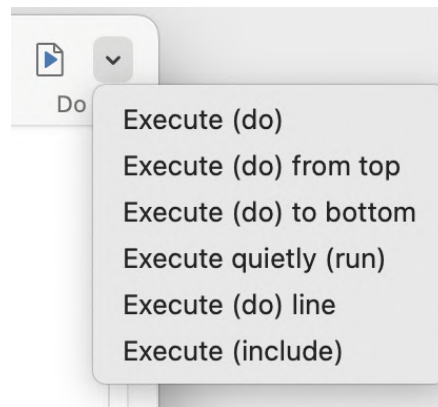 Do
Execute (do)
Execute (do) from top
Execute (do) to bottom
Execute quietly (run)
Execute (do) line
Execute (include)